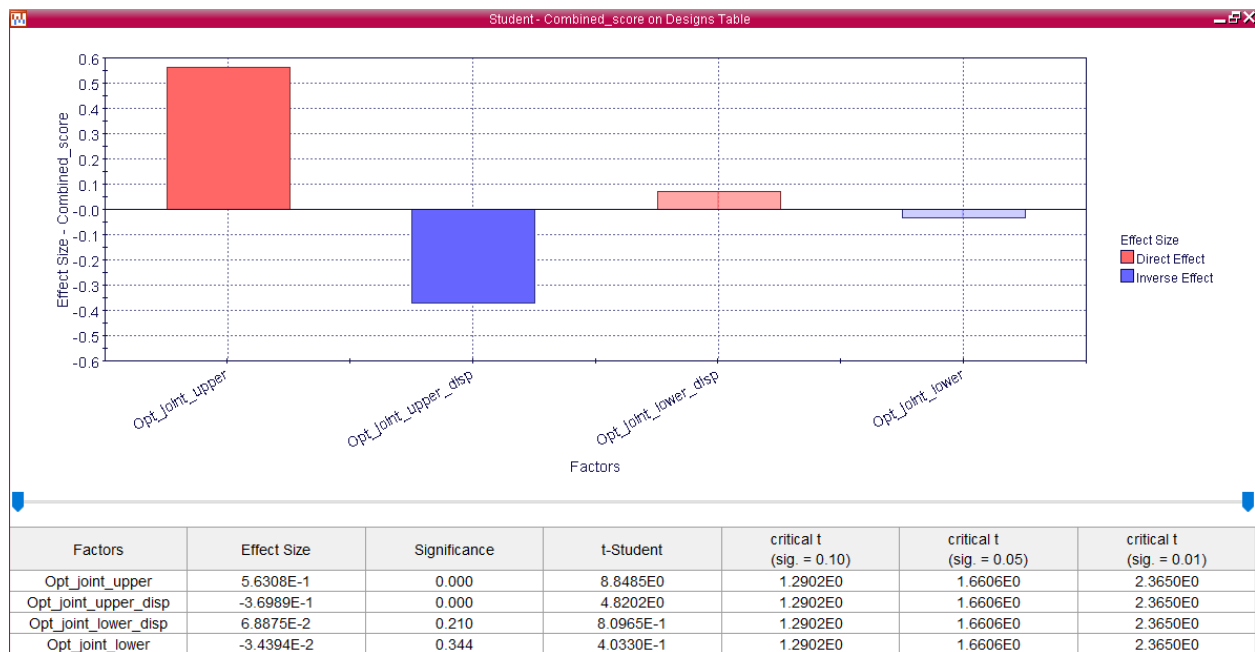 Student - Combined_score on Designs Table
0.6
0.5
0.4
0.3
0.2
0.1
-0.0
-0.1
-0.2
-0.3
-0.4
-0.5
-0.6
Effect Size - Combined_score
Opt_joint_upper
Opt_joint_upper_disp
Opt_joint_lower_disp
Opt_joint_lower
Factors
Effect Size
Direct Effect
Inverse Effect
Factors Effect Size Significance t-Student critical t (sig. = 0.10) critical t (sig. = 0.05) critical t (sig. = 0.01)
Opt_joint_upper 5.6308E-1 0.000 8.8485E0 1.2902E0 1.6606E0 2.3650E0
Opt_joint_upper_disp -3.6989E-1 0.000 4.8202E0 1.2902E0 1.6606E0 2.3650E0
Opt_joint_lower_disp 6.8875E-2 0.210 8.0965E-1 1.2902E0 1.6606E0 2.3650E0
Opt_joint_lower -3.4394E-2 0.344 4.0330E-1 1.2902E0 1.6606E0 2.3650E0